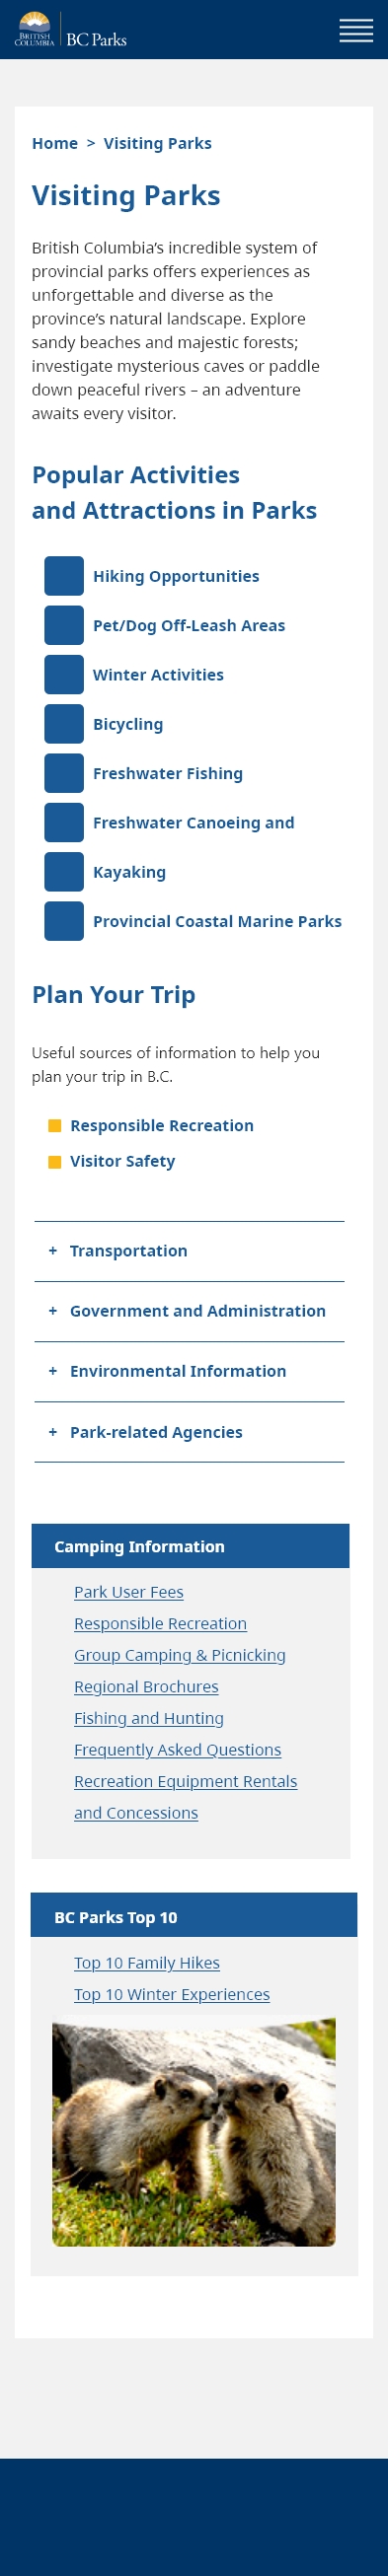 BRITISH
COLUMBIA
BC Parks
Home > Visiting Parks
Visiting Parks
British Columbia’s incredible system of
provincial parks offers experiences as
unforgettable and diverse as the
province’s natural landscape. Explore
sandy beaches and majestic forests;
investigate mysterious caves or paddle
down peaceful rivers – an adventure
awaits every visitor.
Popular Activities
and Attractions in Parks
Hiking Opportunities
Pet/Dog Off-Leash Areas
Winter Activities
Bicycling
Freshwater Fishing
Freshwater Canoeing and
Kayaking
Provincial Coastal Marine Parks
Plan Your Trip
Useful sources of information to help you
plan your trip in B.C.
Responsible Recreation
Visitor Safety
+ Transportation
+ Government and Administration
+ Environmental Information
+ Park-related Agencies
Camping Information
Park User Fees
Responsible Recreation
Group Camping & Picnicking
Regional Brochures
Fishing and Hunting
Frequently Asked Questions
Recreation Equipment Rentals
and Concessions
BC Parks Top 10
Top 10 Family Hikes
Top 10 Winter Experiences